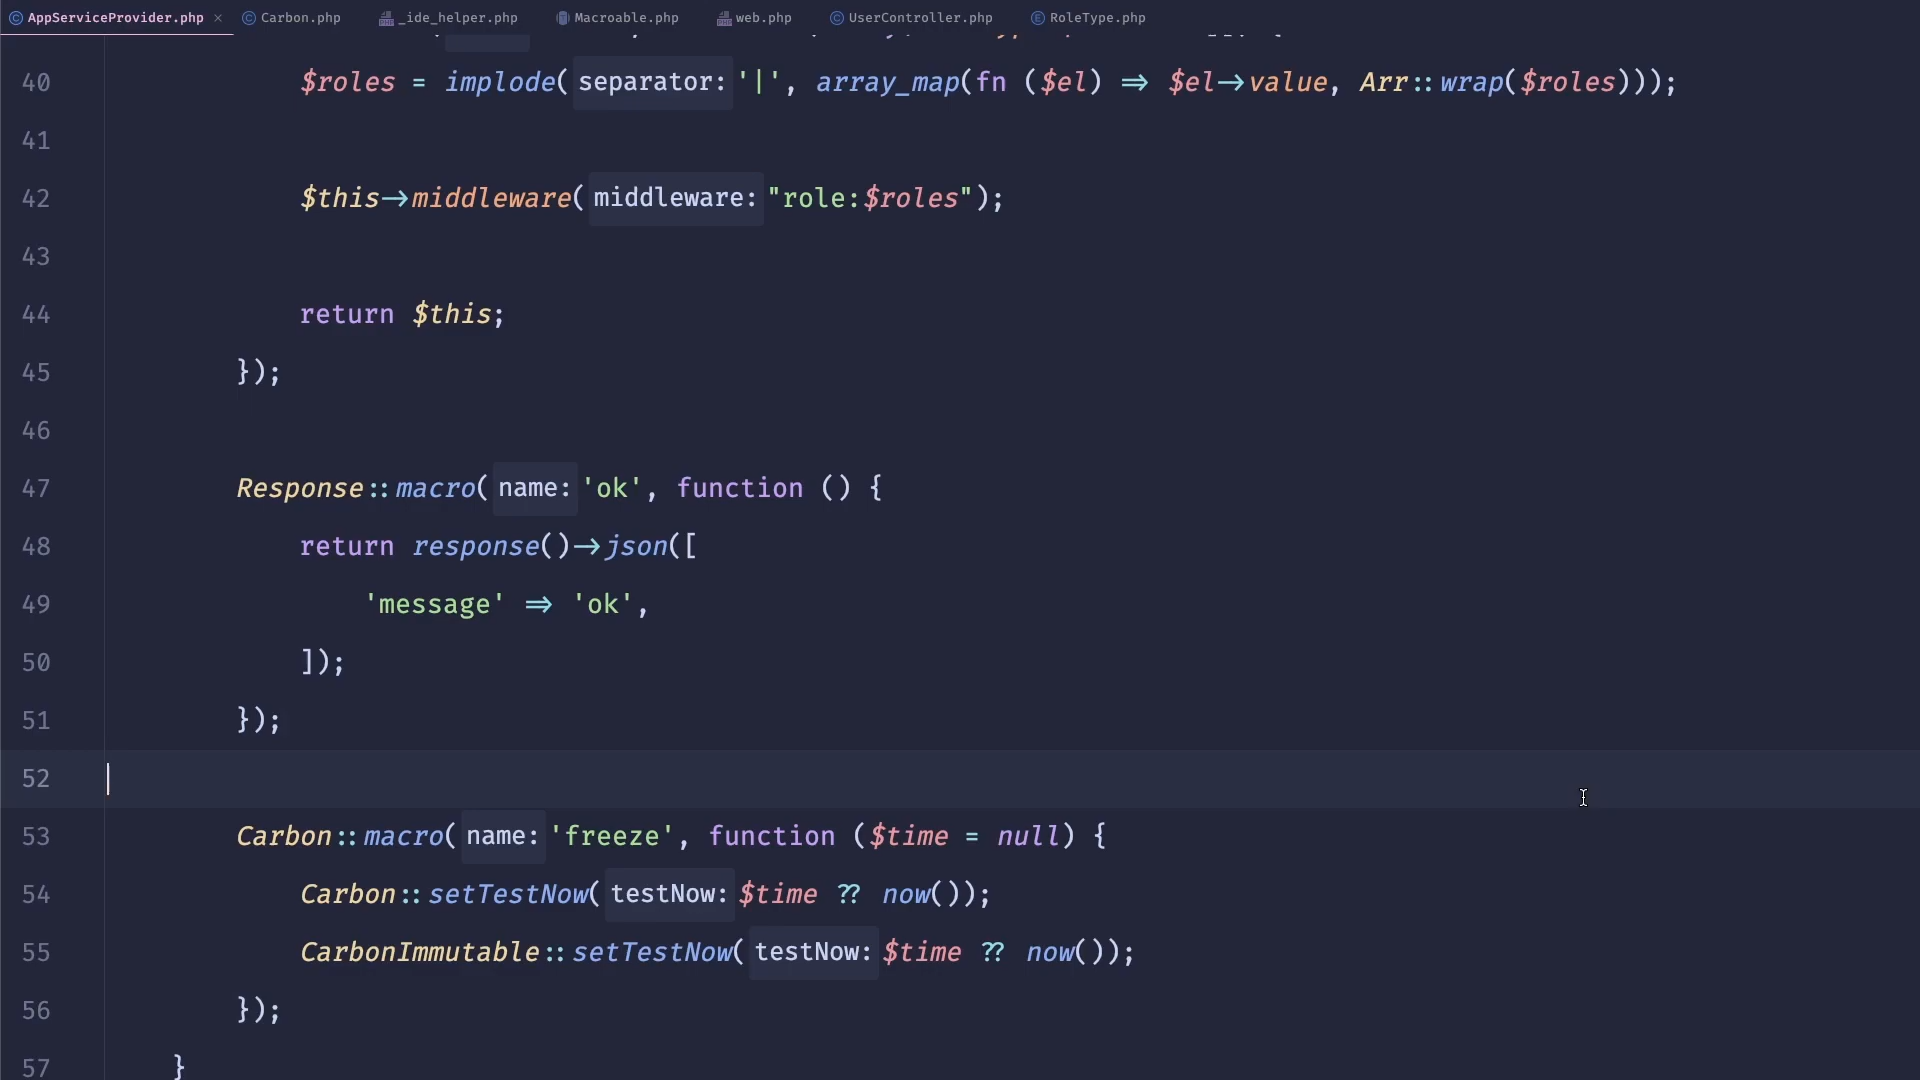 AppServiceProvider.php × Carbon.php _ide_helper.php Macroable.php web.php UserController.php RoleType.php
40 $roles = implode( separator: '|', array_map(fn ($el) => $el->value, Arr::wrap($roles)));
41
42 $this->middleware( middleware: "role:$roles");
43
44 return $this;
45 });
46
47 Response::macro( name: 'ok', function () {
48 return response()->json([
49 'message' => 'ok',
50 ]);
51 });
52
53 Carbon::macro( name: 'freeze', function ($time = null) {
54 Carbon::setTestNow( testNow: $time ?? now());
55 CarbonImmutable::setTestNow( testNow: $time ?? now());
56 });
57 }